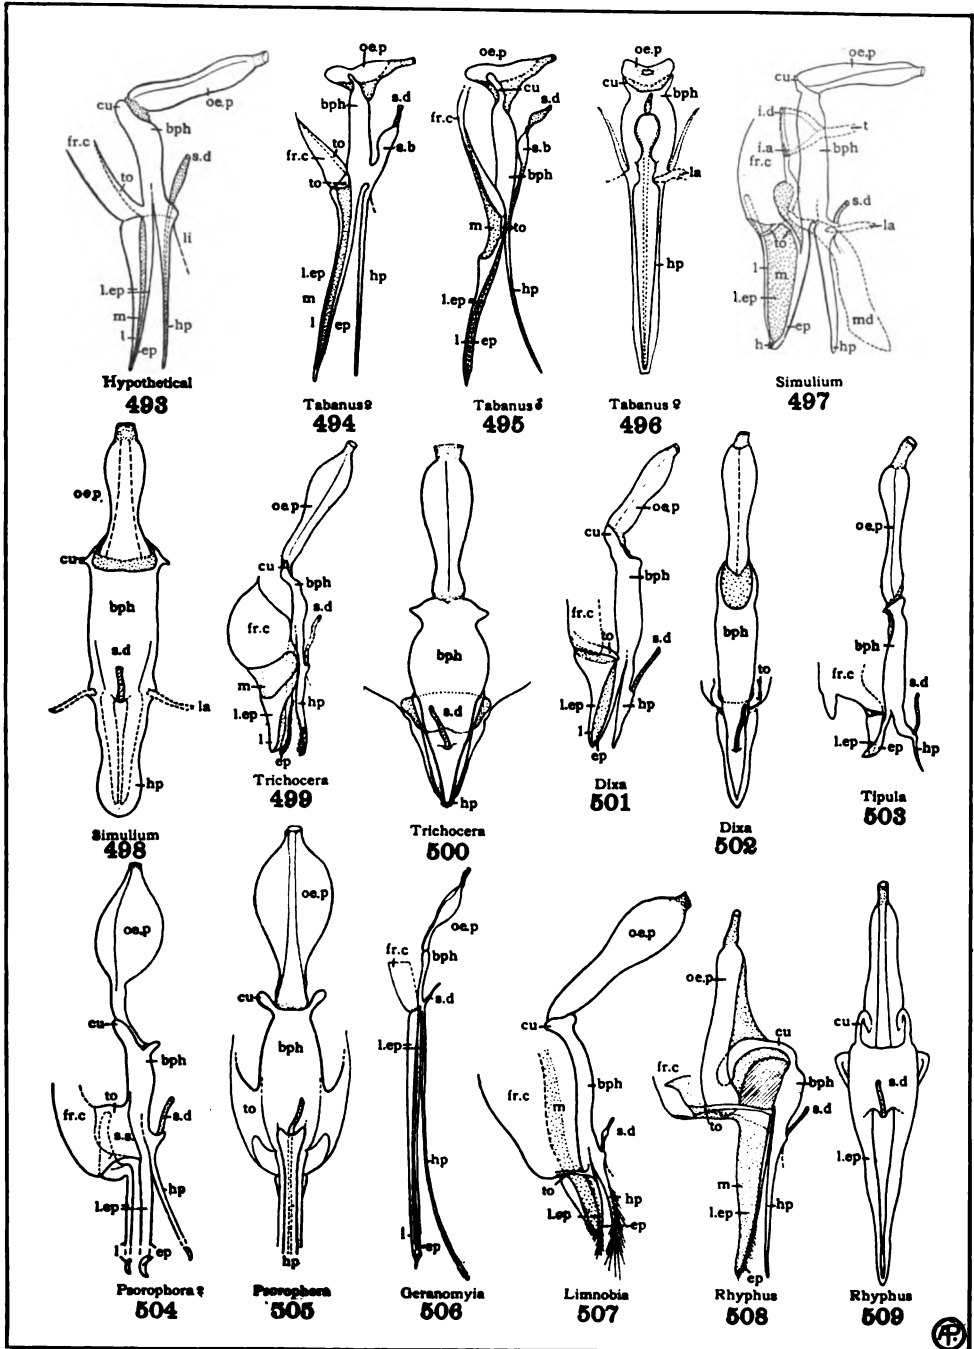 oe.p
cu
bph
fr.c
s.d
to
li
l.ep
m
l
ep
hp
Hypothetical
493
oe.p
bph
s.d
fr.c
to
s.b
to
l.ep
m
l
ep
hp
Tabanus♀
494
oe.p
cu
fr.c
s.d
s.b
bph
m
to
l.ep
hp
l
ep
Tabanus♂
495
oe.p
cu
bph
la
hp
Tabanus ♀
496
oe.p
cu
i.d
t
i.a
bph
fr.c
s.d
la
to
l
m
l.ep
md
ep
h
hp
Simulium
497
oe.p
cu
bph
s.d
la
hp
Simulium
498
oe.p
cu
bph
s.d
fr.c
m
hp
l.ep
l
ep
Trichocera
499
bph
s.d
hp
Trichocera
500
oe.p
cu
bph
fr.c
to
s.d
l.ep
hp
l
ep
Dixa
501
bph
to
s.d
Dixa
502
oe.p
bph
fr.c
s.d
l.ep
ep
hp
Tipula
503
oe.p
cu
bph
to
fr.c
s.d
s.s.
hp
l.ep
l
ep
Psorophora ♀
504
oe.p
cu
bph
to
hp
Psorophora
505
oe.p
fr.c
bph
s.d
l.ep
hp
l
ep
Geranomyia
506
oe.p
cu
bph
fr.c
m
s.d
to
hp
l.ep
ep
Limnobia
507
oe.p
cu
fr.c
bph
s.d
to
m
l.ep
hp
ep
Rhyphus
508
cu
s.d
l.ep
Rhyphus
509